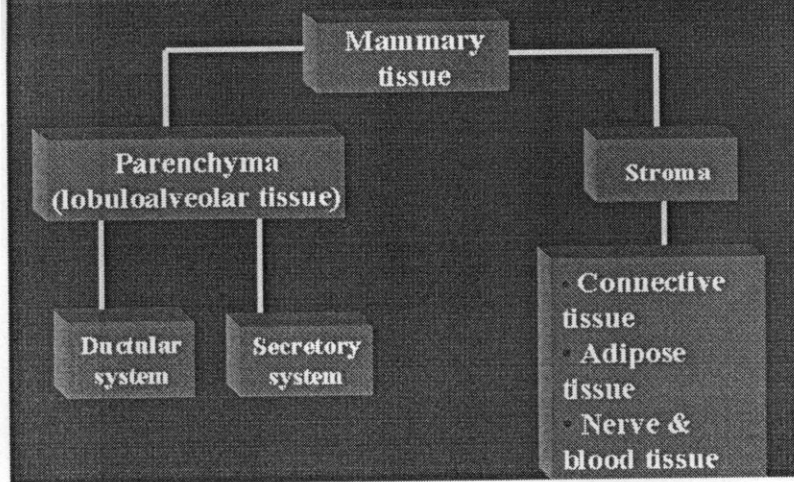 Mammary
tissue
Parenchyma
(lobuloalveolar tissue)
Stroma
Ductular
system
Secretory
system
• Connective
tissue
• Adipose
tissue
• Nerve &
blood tissue